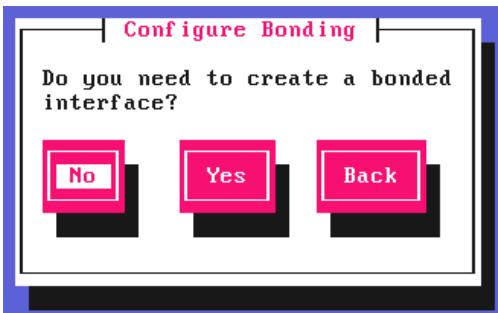 Configure Bonding
Do you need to create a bonded
interface?
No Yes Back